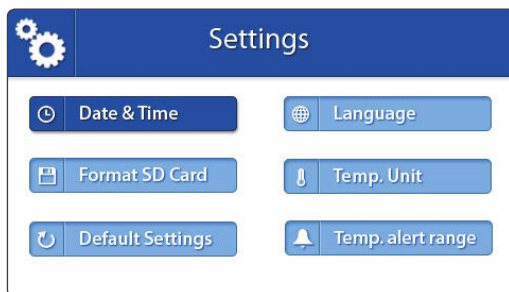 Settings
Date & Time
Language
Format SD Card
Temp. Unit
Default Settings
Temp. alert range